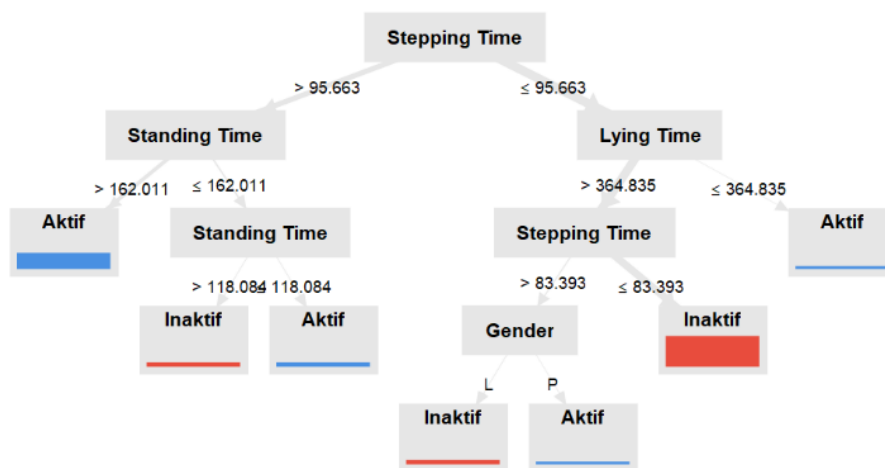 Stepping Time
> 95.663
≤ 95.663
Standing Time
Lying Time
> 162.011
≤ 162.011
> 364.835
≤ 364.835
Aktif
Standing Time
Stepping Time
Aktif
> 118.084
≤ 118.084
> 83.393
≤ 83.393
Inaktif
Aktif
Gender
Inaktif
L
P
Inaktif
Aktif